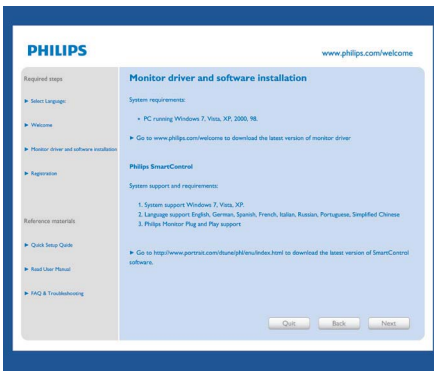 PHILIPS
www.philips.com/welcome
Required steps
► Select Language:
► Welcome
► Monitor driver and software installation
► Registration
Reference materials
► Quick Setup Quide
► Read User Manual
► FAQ & Troubleshooting
Monitor driver and software installation
System requirements:
• PC running Windows 7, Vista, XP, 2000, 98.
► Go to www.philips.com/welcome to download the latest version of monitor driver
Philips SmartControl
System support and requirements:
1. System support Windows 7, Vista, XP.
2. Language support English, German, Spanish, French, Italian, Russian, Portuguese, Simplified Chinese
3. Philips Monitor Plug and Play support
► Go to http://www.portrait.com/dtune/phl/enu/index.html to download the latest version of SmartControl
software.
Quit Back Next